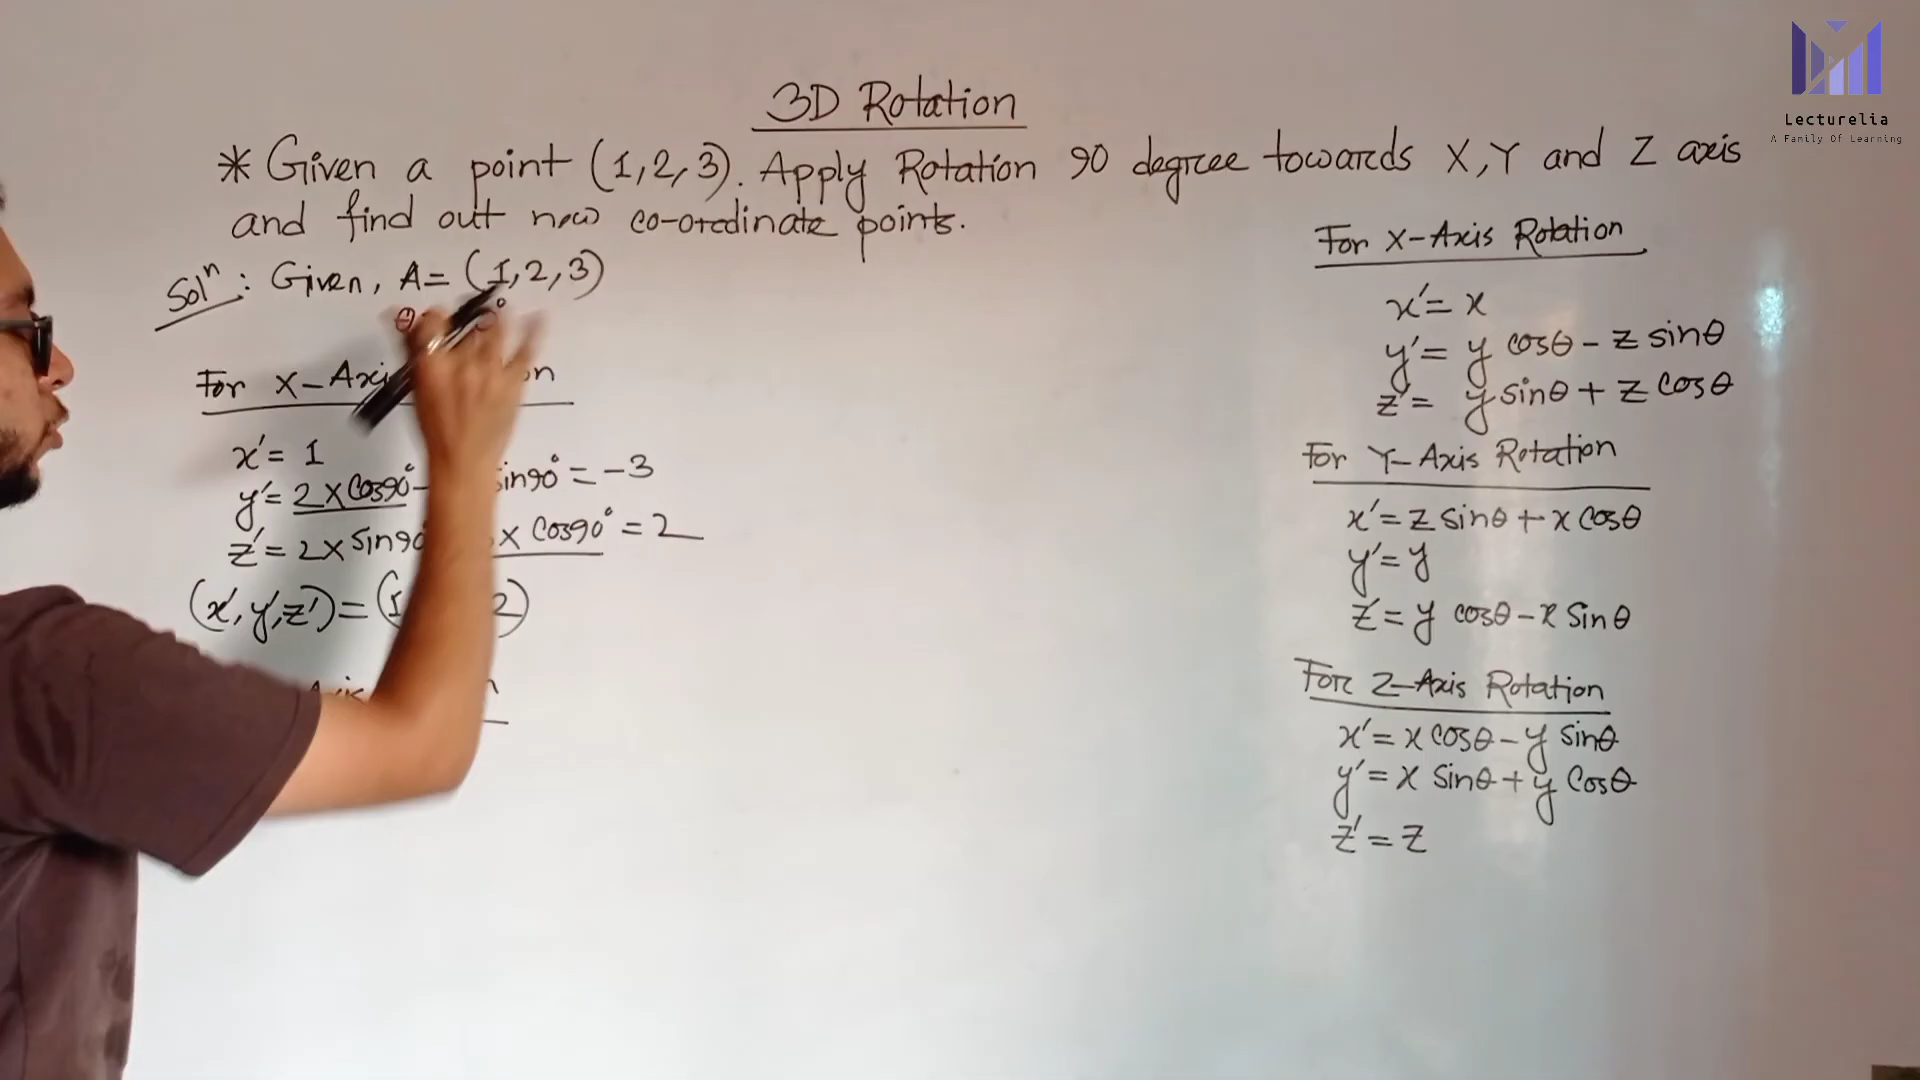 3D Rotation
* Given a point (1,2,3). Apply Rotation 90 degree towards X,Y and Z axis
and find out new co-ordinate points.
Solⁿ: Given, A= (1,2,3)
θ
For X-Axis
x'= 1
y'= 2×cos90°- sin90° = -3
z'= 2×sin90° × cos90° = 2
(x', y', z') = (1 2)
For X-Axis Rotation
x'= x
y'= y cosθ - z sinθ
z'= y sinθ + z cosθ
For Y-Axis Rotation
x'= z sinθ + x cosθ
y'= y
z'= y cosθ - x sinθ
For Z-Axis Rotation
x'= x cosθ - y sinθ
y'= x sinθ + y cosθ
z'= z
Lecturelia
A Family Of Learning